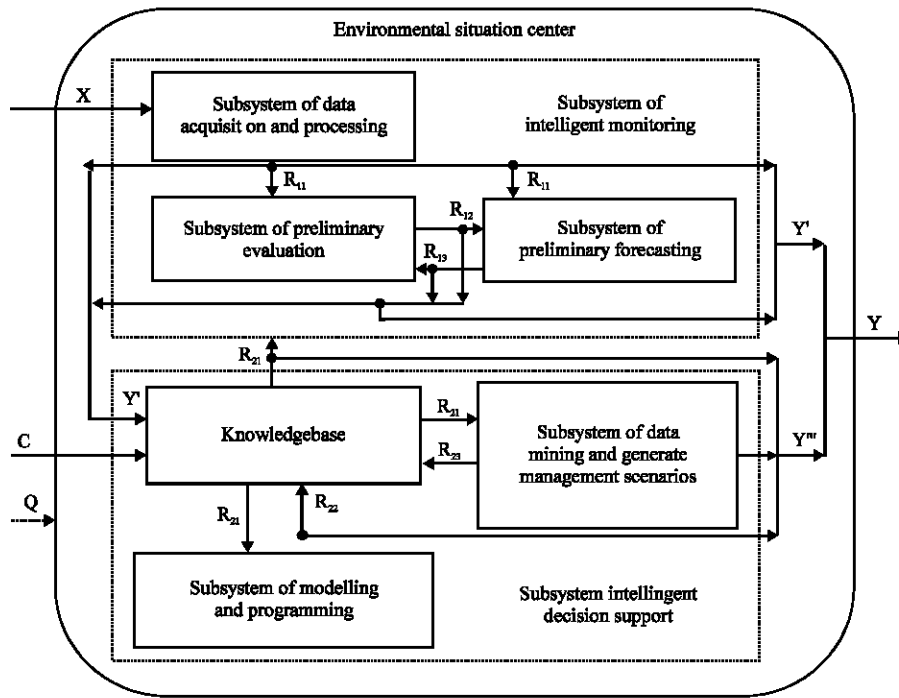 Environmental situation center
X
Subsystem of data
acquisit on and processing
Subsystem of
intelligent monitoring
R11
R11
Subsystem of preliminary
evaluation
R12
R13
Subsystem of
preliminary forecasting
Y'
Y
R21
Y'
Knowledgebase
R21
R23
Subsystem of data
mining and generate
management scenarios
Y'''
C
Q
R21
R22
Subsystem of modelling
and programming
Subsystem intellingent
decision support